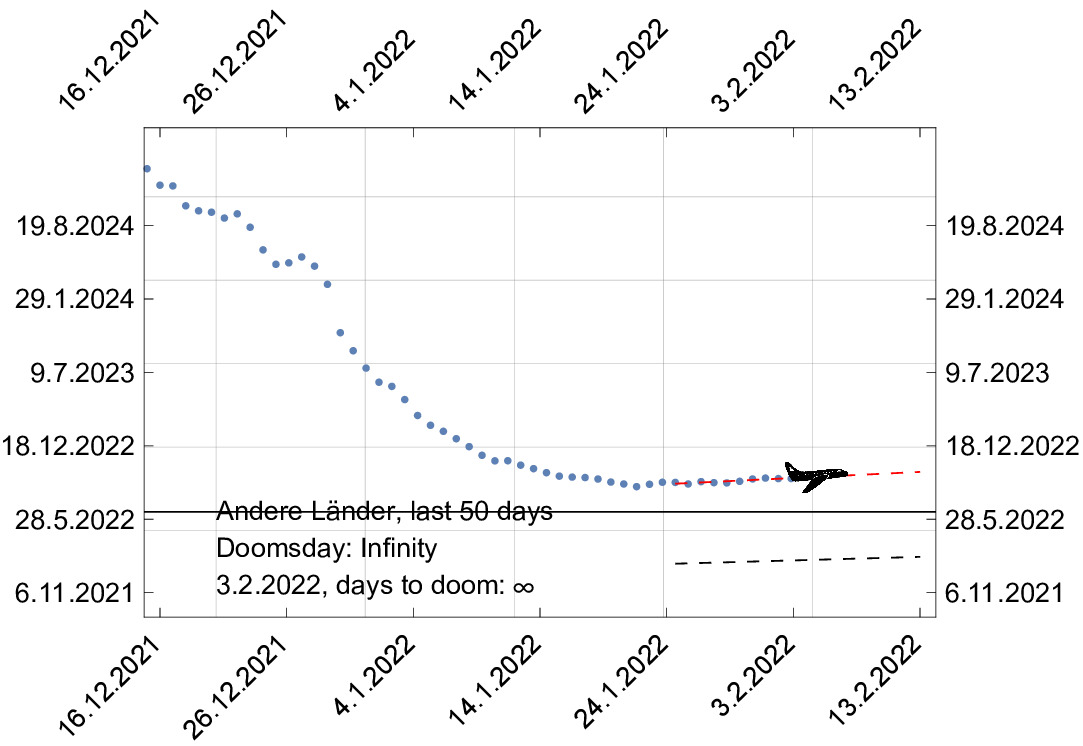 16.12.2021 26.12.2021 4.1.2022 14.1.2022 24.1.2022 3.2.2022 13.2.2022
19.8.2024 19.8.2024
29.1.2024 29.1.2024
9.7.2023 9.7.2023
18.12.2022 18.12.2022
Andere Länder, last 50 days
28.5.2022 28.5.2022
Doomsday: Infinity
3.2.2022, days to doom: ∞
6.11.2021 6.11.2021
16.12.2021 26.12.2021 4.1.2022 14.1.2022 24.1.2022 3.2.2022 13.2.2022